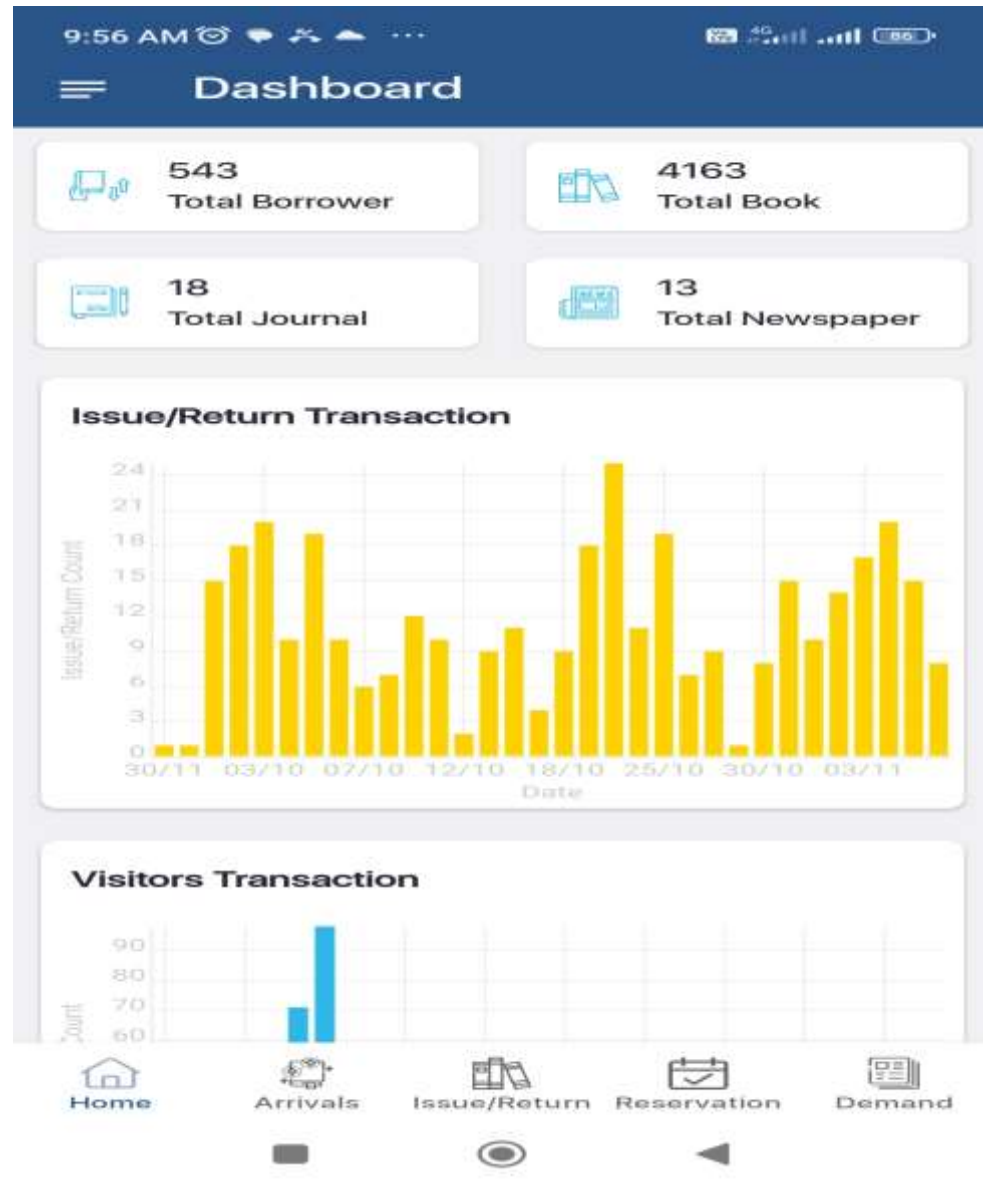 9:56 AM
4G
86
Dashboard
543
Total Borrower
4163
Total Book
18
Total Journal
13
Total Newspaper
Issue/Return Transaction
24
21
18
15
12
9
6
3
0
Issue/Return Count
30/11 03/10 07/10 12/10 18/10 25/10 30/10 03/11
Date
Visitors Transaction
90
80
70
60
Count
Home Arrivals Issue/Return Reservation Demand